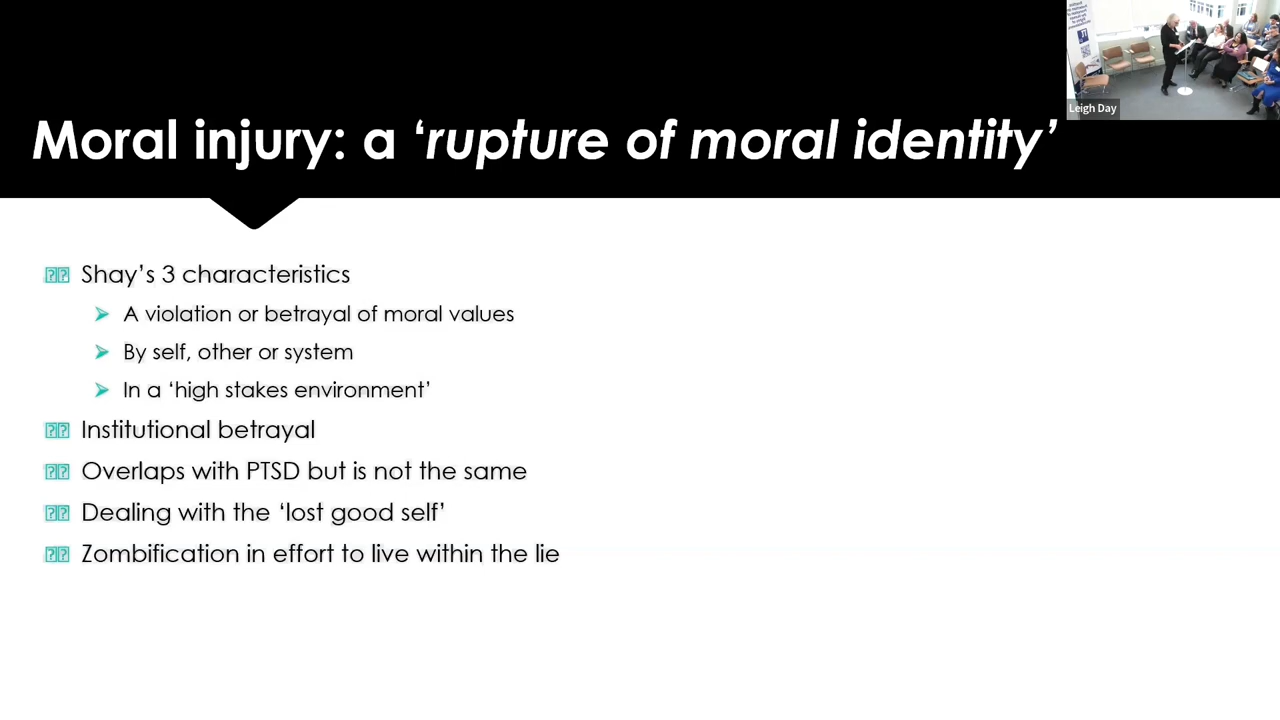 Leigh Day
Moral injury: a ‘rupture of moral identity’
Shay’s 3 characteristics
A violation or betrayal of moral values
By self, other or system
In a ‘high stakes environment’
Institutional betrayal
Overlaps with PTSD but is not the same
Dealing with the ‘lost good self’
Zombification in effort to live within the lie